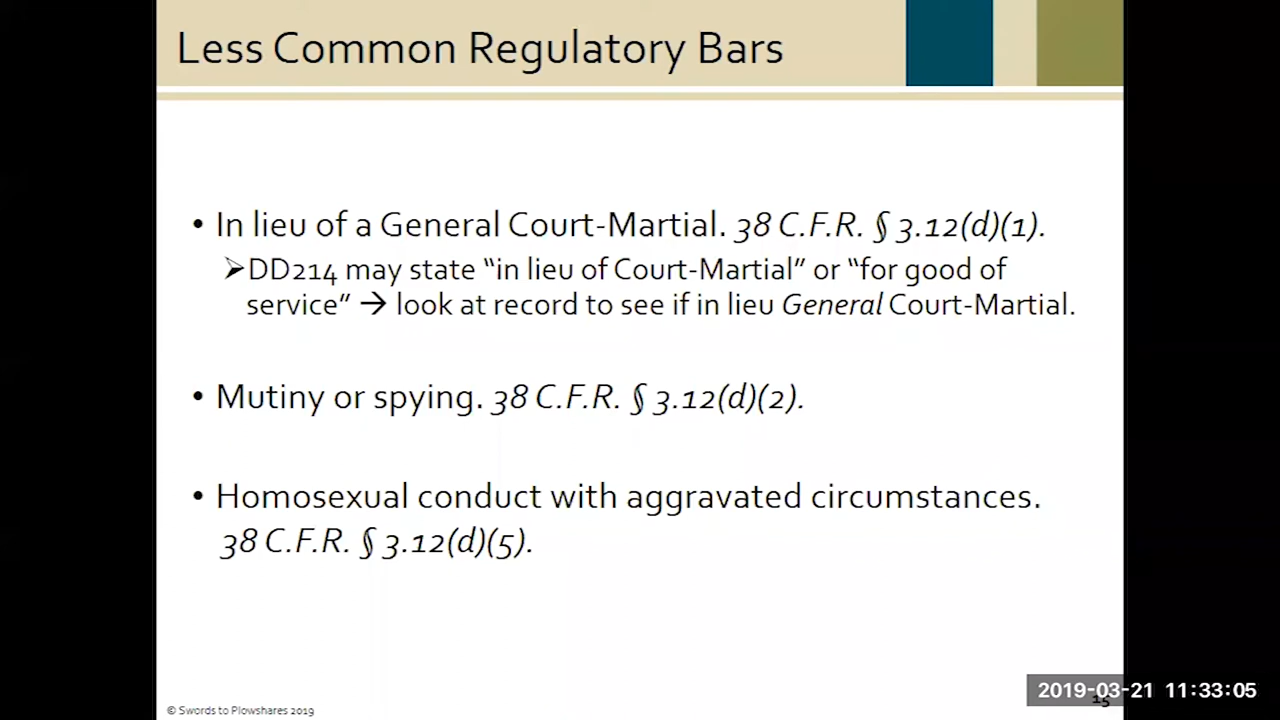 Less Common Regulatory Bars
• In lieu of a General Court-Martial. 38 C.F.R. § 3.12(d)(1).
➢DD214 may state “in lieu of Court-Martial” or “for good of
service” → look at record to see if in lieu General Court-Martial.
• Mutiny or spying. 38 C.F.R. § 3.12(d)(2).
• Homosexual conduct with aggravated circumstances.
38 C.F.R. § 3.12(d)(5).
2019-03-21 11:33:05
15
© Swords to Plowshares 2019